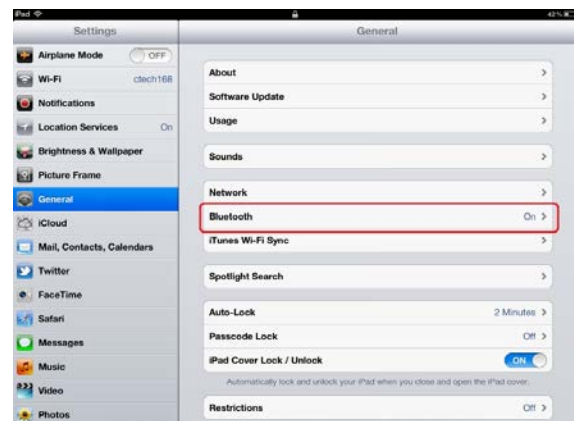 iPad
42%
Settings
General
Airplane Mode OFF
Wi-Fi ctech168
Notifications
Location Services On
Brightness & Wallpaper
Picture Frame
General
iCloud
Mail, Contacts, Calendars
Twitter
FaceTime
Safari
Messages
Music
Video
Photos
About
Software Update
Usage
Sounds
Network
Bluetooth On
iTunes Wi-Fi Sync
Spotlight Search
Auto-Lock 2 Minutes
Passcode Lock Off
iPad Cover Lock / Unlock ON
Automatically lock and unlock your iPad when you close and open the iPad cover.
Restrictions Off